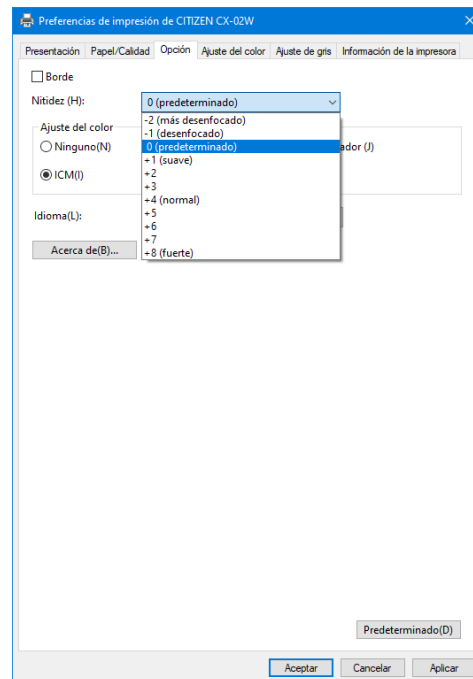 Preferencias de impresión de CITIZEN CX-02W
Presentación Papel/Calidad Opción Ajuste del color Ajuste de gris Información de la impresora
Borde
Nitidez (H): 0 (predeterminado)
-2 (más desenfocado)
-1 (desenfocado)
0 (predeterminado)
+1 (suave)
+2
+3
+4 (normal)
+5
+6
+7
+8 (fuerte)
Ajuste del color
Ninguno(N) ador (J)
ICM(I)
Idioma(L):
Acerca de(B)...
Predeterminado(D)
Aceptar Cancelar Aplicar